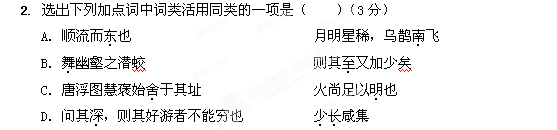 2. 选出下列加点词中词类活用同类的一项是（　　）（3 分）
A. 顺流而东也　　月明星稀，乌鹊南飞
B. 舞幽壑之潜蛟　　则其至又加少矣
C. 唐浮图慧褒始舍于其址　　火尚足以明也
D. 问其深，则其好游者不能穷也　　少长咸集